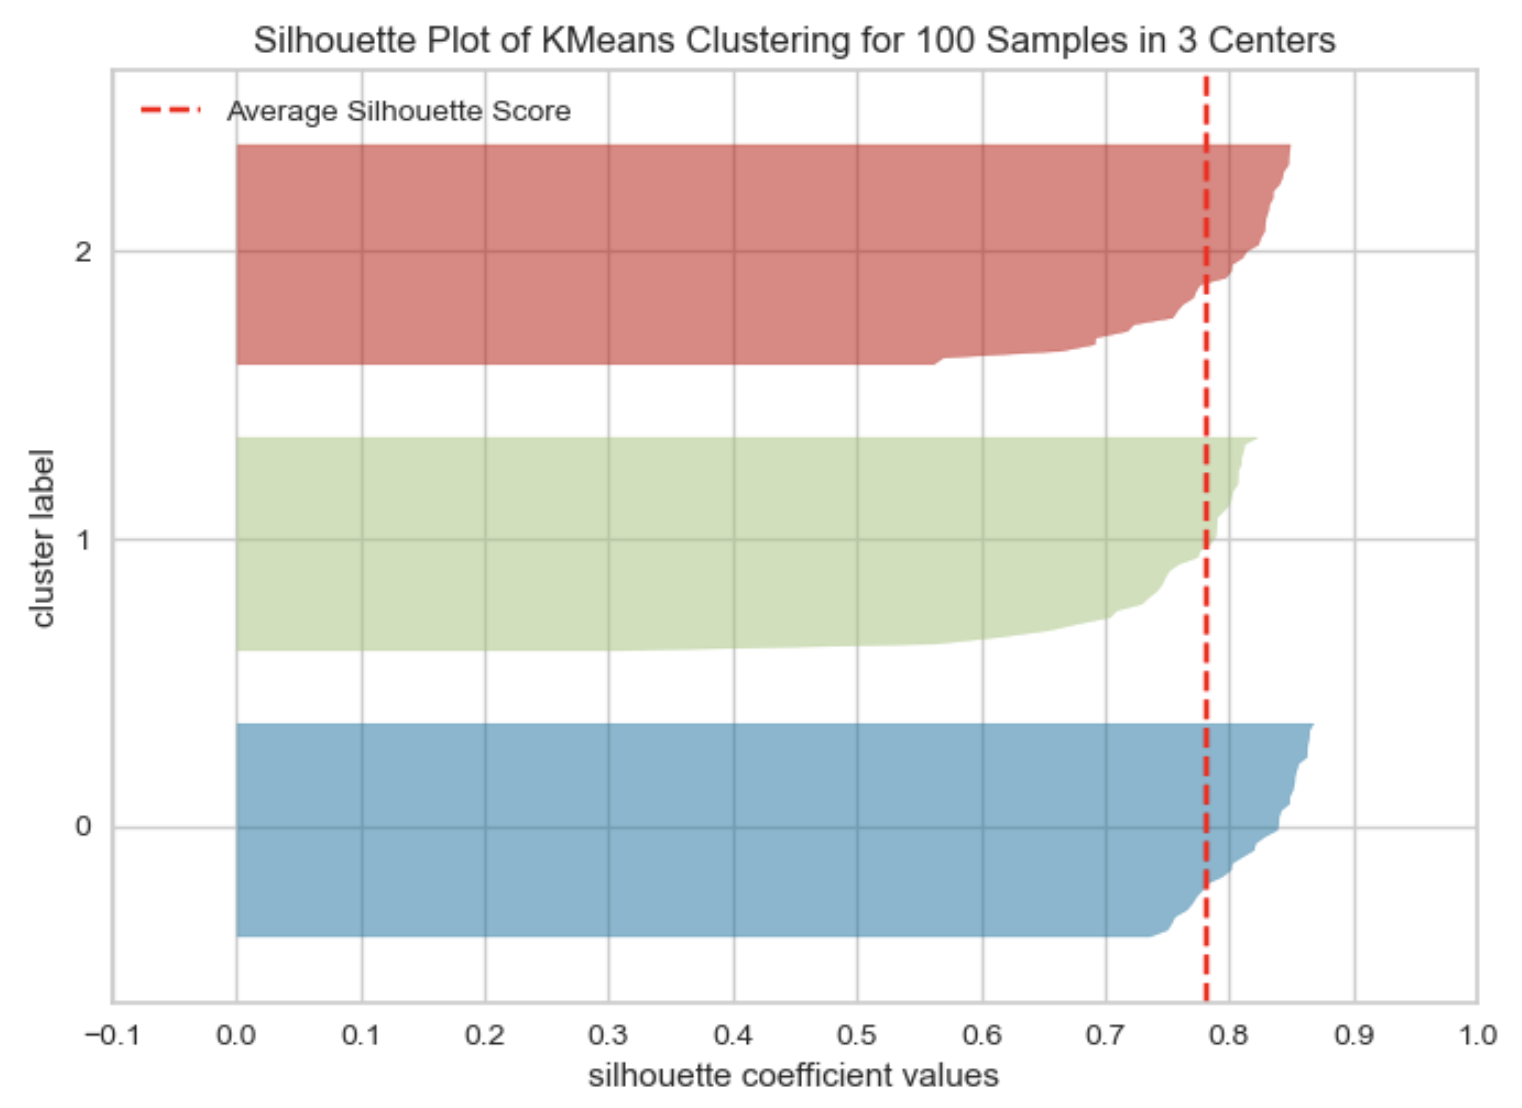 Silhouette Plot of KMeans Clustering for 100 Samples in 3 Centers
Average Silhouette Score
2
1
0
cluster label
−0.1 0.0 0.1 0.2 0.3 0.4 0.5 0.6 0.7 0.8 0.9 1.0
silhouette coefficient values